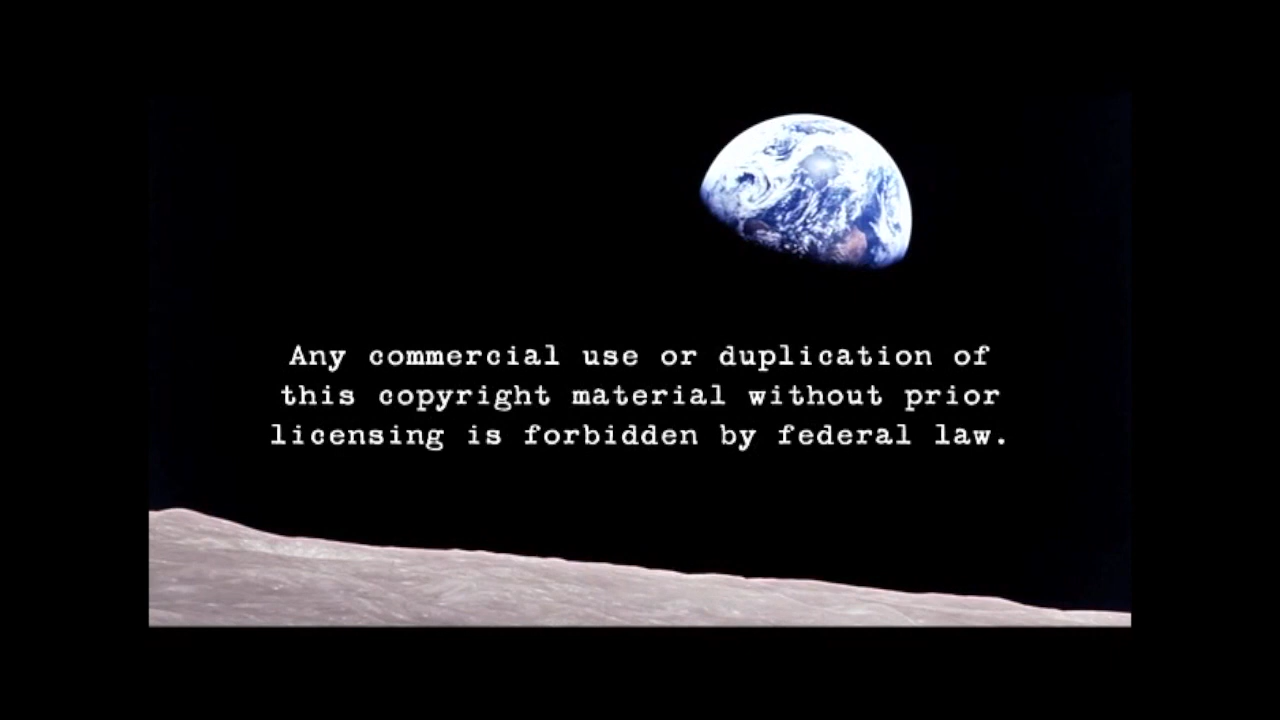 Any commercial use or duplication of
this copyright material without prior
licensing is forbidden by federal law.